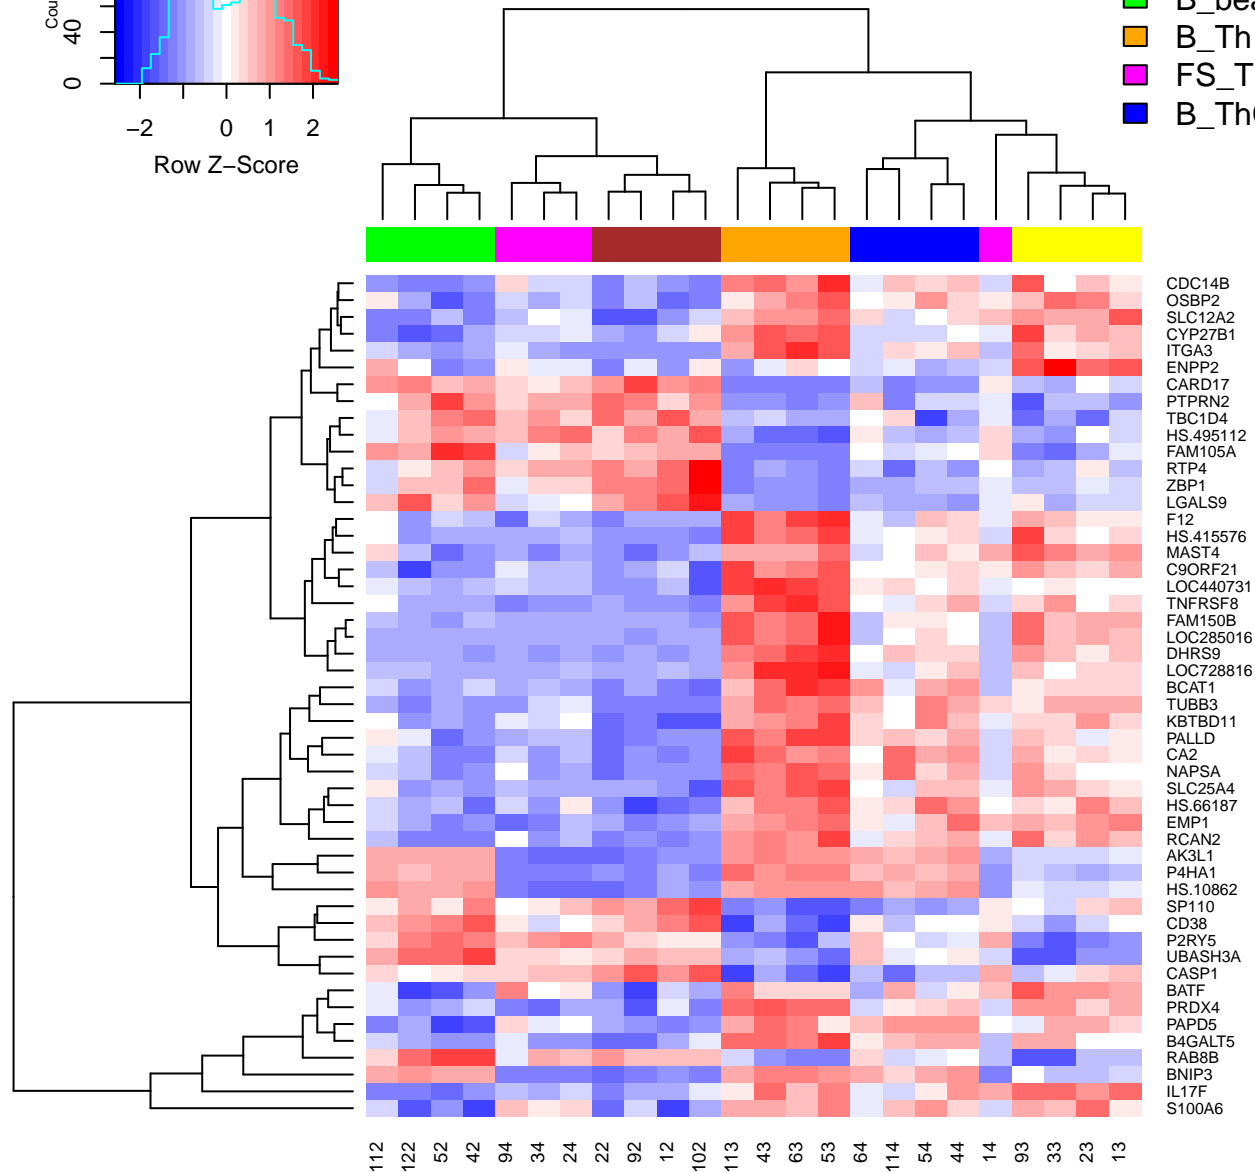 Cou
0
40
−2
0
1
2
Row Z−Score
B_bea
B_Th
FS_T
B_Th
CDC14B
OSBP2
SLC12A2
CYP27B1
ITGA3
ENPP2
CARD17
PTPRN2
TBC1D4
HS.495112
FAM105A
RTP4
ZBP1
LGALS9
F12
HS.415576
MAST4
C9ORF21
LOC440731
TNFRSF8
FAM150B
LOC285016
DHRS9
LOC728816
BCAT1
TUBB3
KBTBD11
PALLD
CA2
NAPSA
SLC25A4
HS.66187
EMP1
RCAN2
AK3L1
P4HA1
HS.10862
SP110
CD38
P2RY5
UBASH3A
CASP1
BATF
PRDX4
PAPD5
B4GALT5
RAB8B
BNIP3
IL17F
S100A6
112 122 52 42 94 34 24 22 92 12 102 113 43 63 53 64 114 54 44 14 93 33 23 13